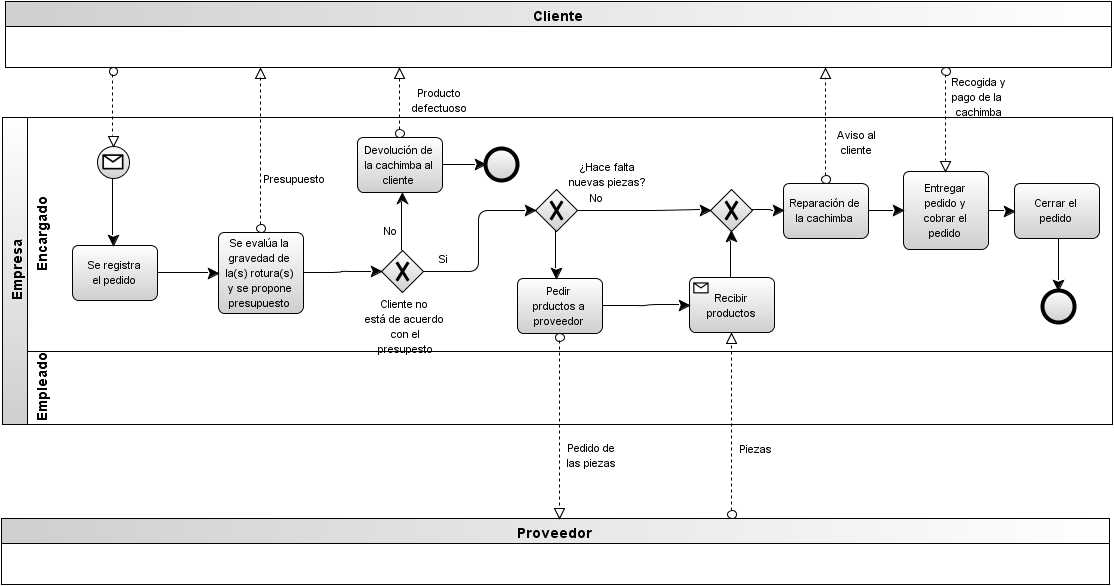 Cliente
Producto
defectuoso
Recogida y
pago de la
cachimba
Aviso al
cliente
Empresa
Encargado
Presupuesto
Devolución de
la cachimba al
cliente
¿Hace falta
nuevas piezas?
No
Se registra
el pedido
Se evalúa la
gravedad de
la(s) rotura(s)
y se propone
presupuesto
No
Si
Cliente no
está de acuerdo
con el
presupesto
Pedir
prductos a
proveedor
Recibir
productos
Reparación de
la cachimba
Entregar
pedido y
cobrar el
pedido
Cerrar el
pedido
Empleado
Pedido de
las piezas
Piezas
Proveedor